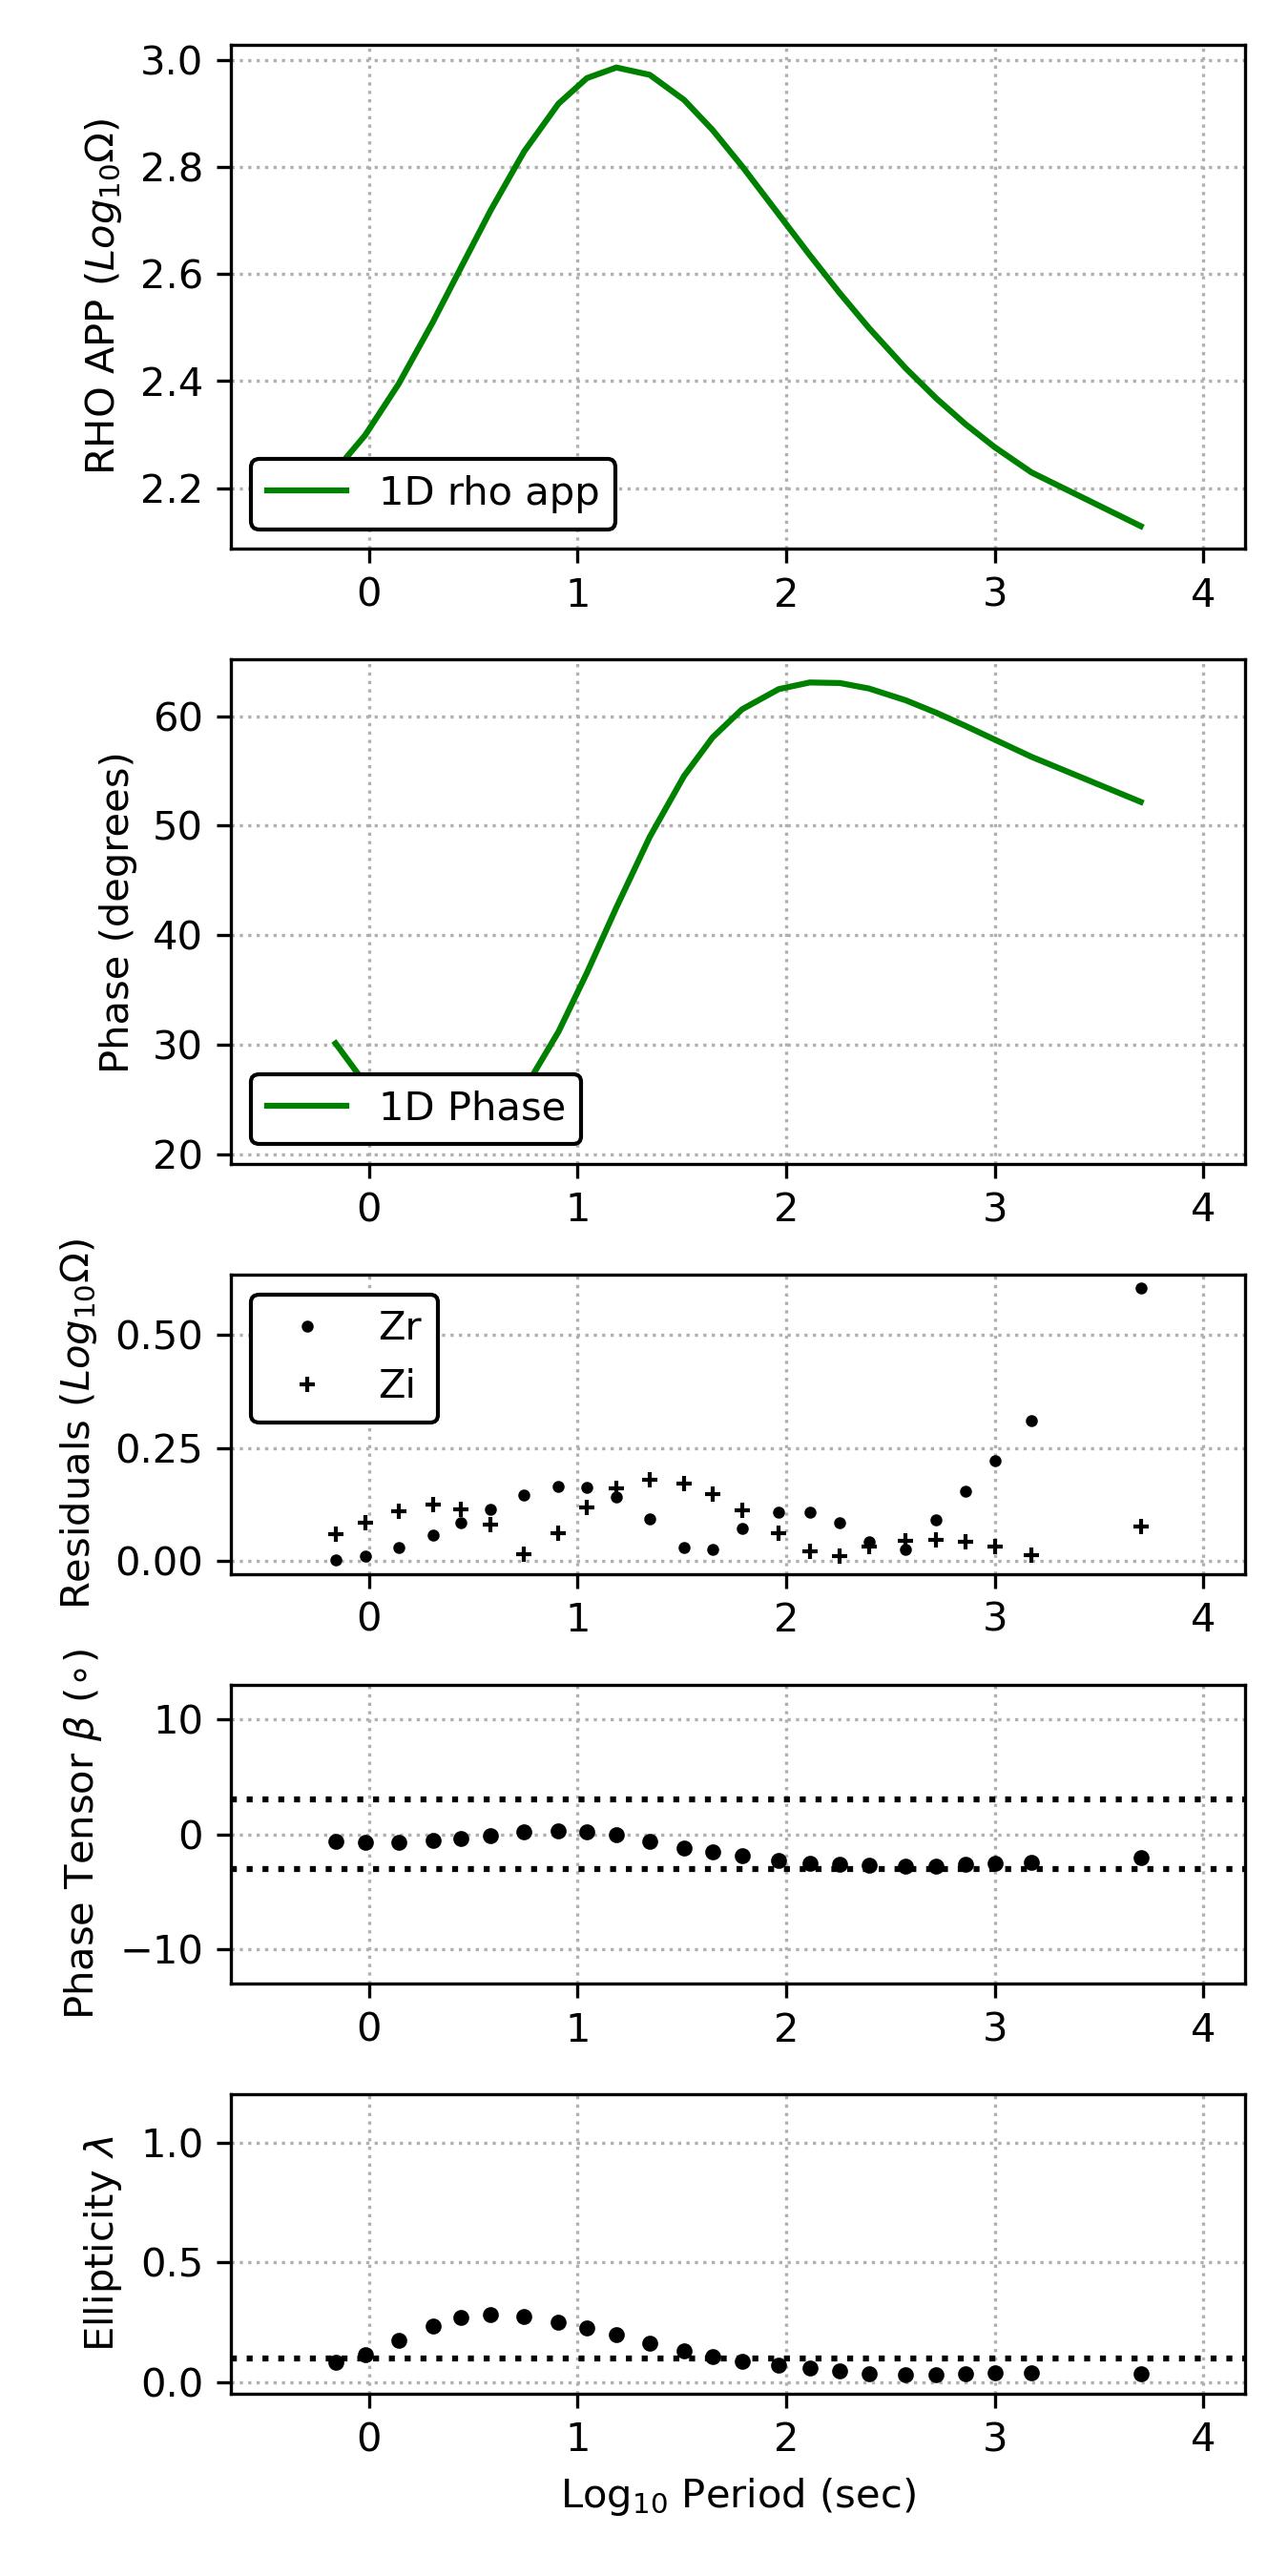 RHO APP (Log₁₀Ω)
3.0
2.8
2.6
2.4
2.2
1D rho app
0 1 2 3 4
Phase (degrees)
60
50
40
30
20
1D Phase
0 1 2 3 4
Residuals (Log₁₀Ω)
0.50
0.25
0.00
Zr
Zi
0 1 2 3 4
Phase Tensor β (∘)
10
0
−10
0 1 2 3 4
Ellipticity λ
1.0
0.5
0.0
0 1 2 3 4
Log₁₀ Period (sec)